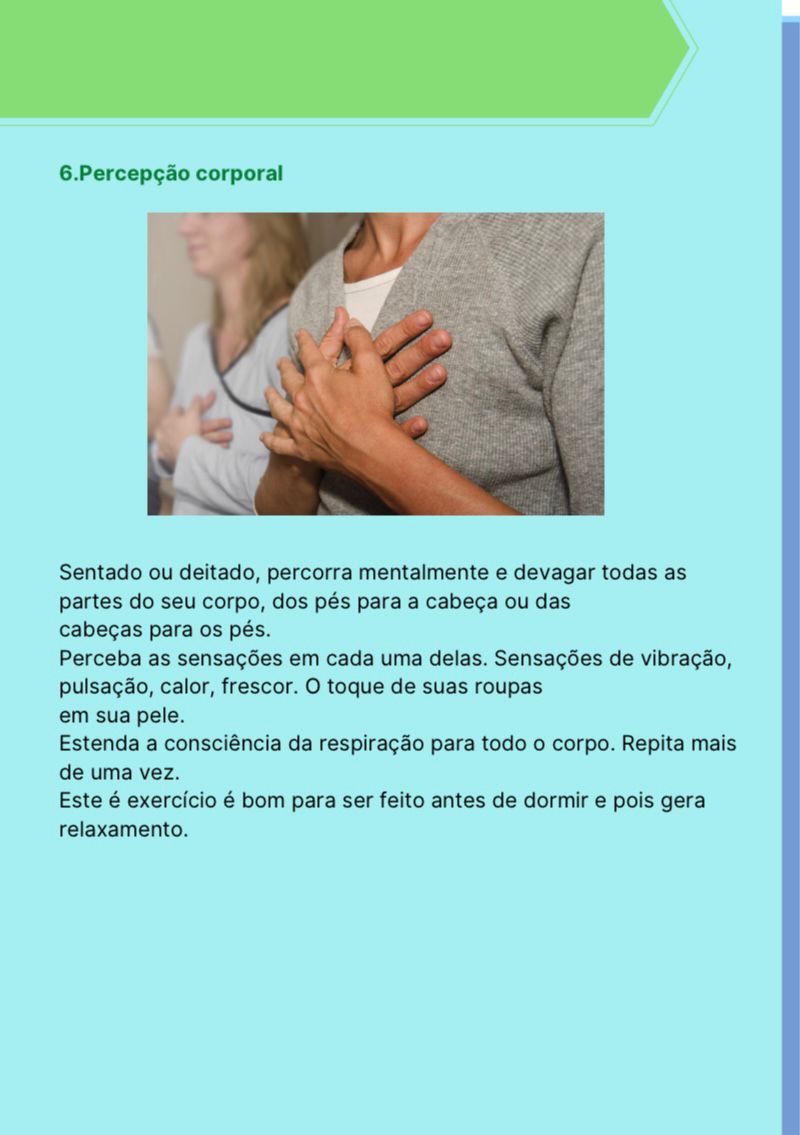 6.Percepção corporal
Sentado ou deitado, percorra mentalmente e devagar todas as
partes do seu corpo, dos pés para a cabeça ou das
cabeças para os pés.
Perceba as sensações em cada uma delas. Sensações de vibração,
pulsação, calor, frescor. O toque de suas roupas
em sua pele.
Estenda a consciência da respiração para todo o corpo. Repita mais
de uma vez.
Este é exercício é bom para ser feito antes de dormir e pois gera
relaxamento.